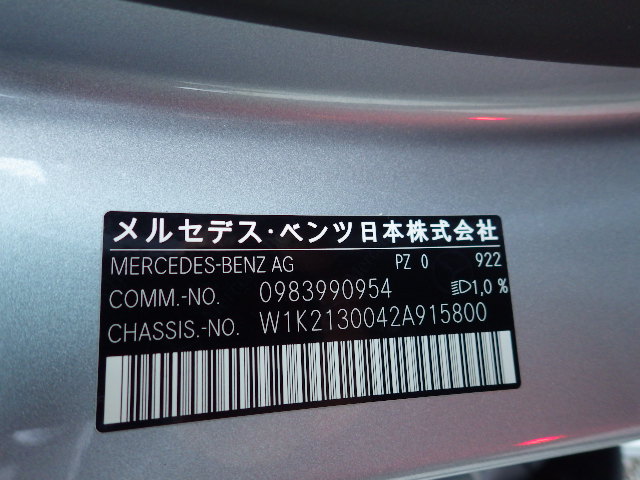 メルセデス・ベンツ日本株式会社
MERCEDES-BENZ AG PZ 0 922
COMM.-NO. 0983990954 1,0 %
CHASSIS.-NO. W1K2130042A915800